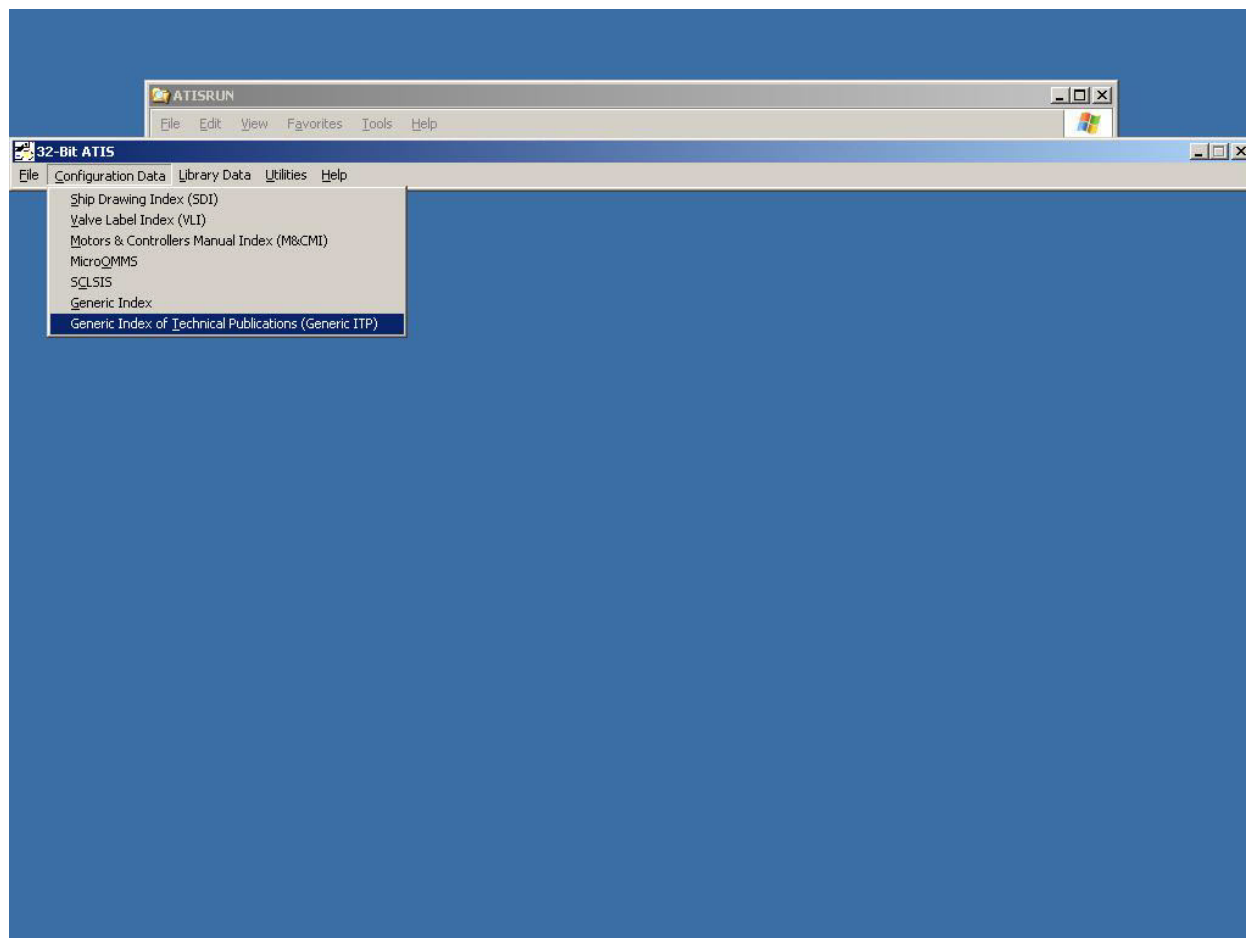 ATISRUN
File Edit View Favorites Tools Help
32-Bit ATIS
File Configuration Data Library Data Utilities Help
Ship Drawing Index (SDI)
Valve Label Index (VLI)
Motors & Controllers Manual Index (M&CMI)
MicroOMMS
SCLSIS
Generic Index
Generic Index of Technical Publications (Generic ITP)